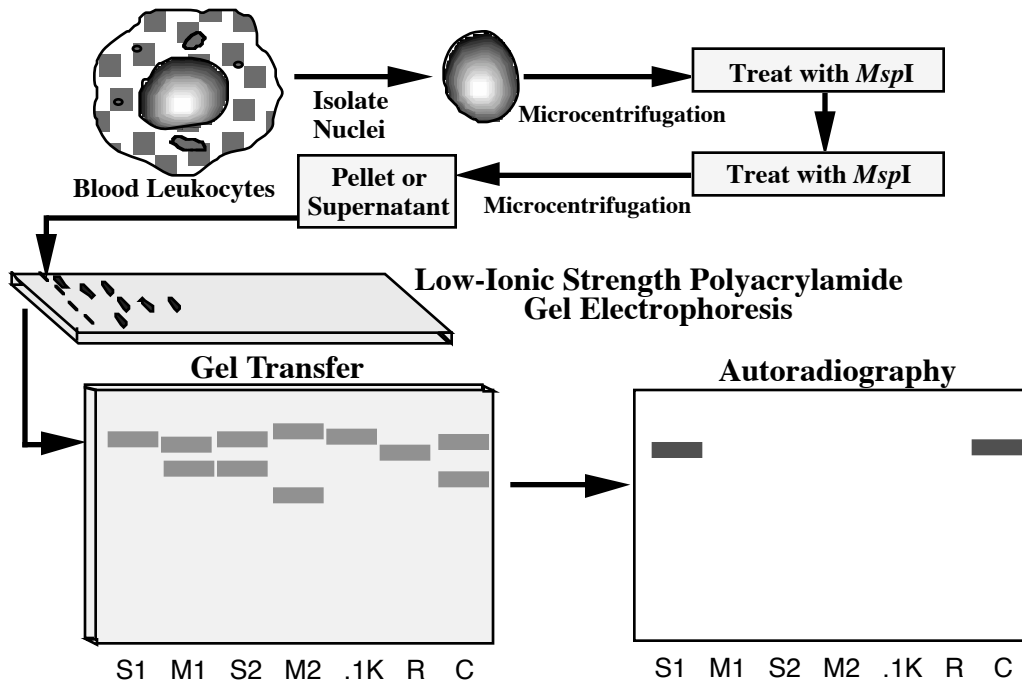 Isolate
Nuclei
Microcentrifugation
Treat with MspI
Blood Leukocytes
Pellet or
Supernatant
Microcentrifugation
Treat with MspI
Low-Ionic Strength Polyacrylamide
Gel Electrophoresis
Gel Transfer
Autoradiography
S1 M1 S2 M2 .1K R C
S1 M1 S2 M2 .1K R C